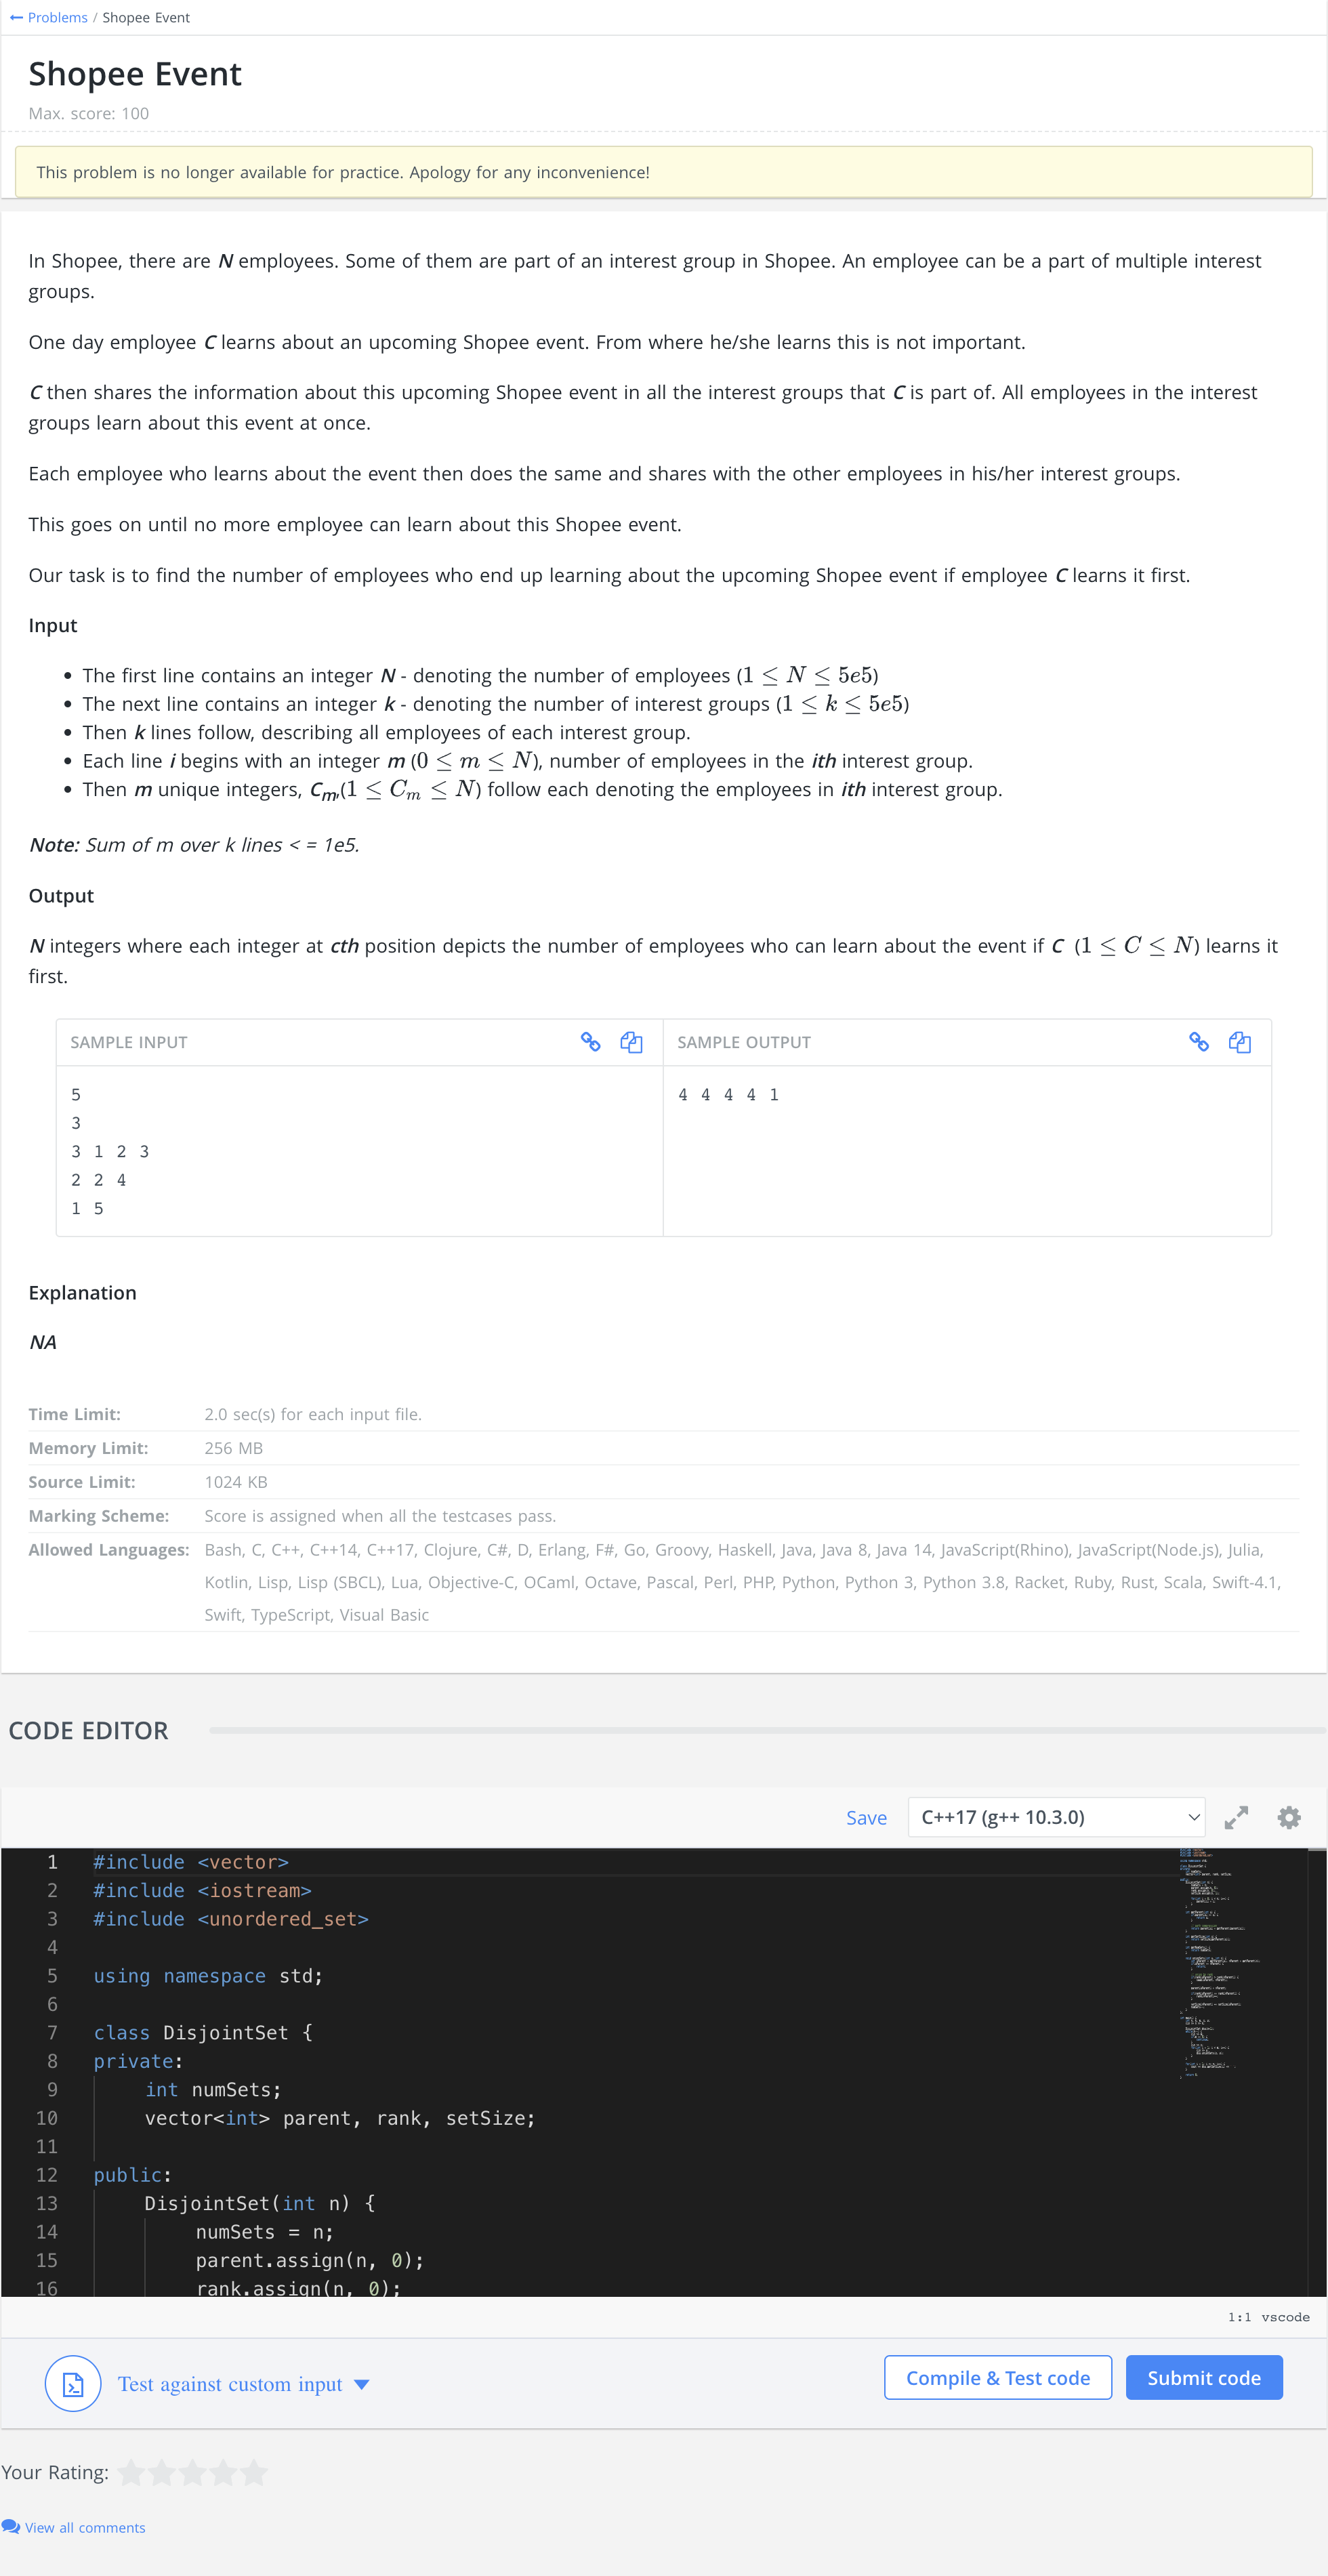 Problems / Shopee Event
Shopee Event
Max. score: 100
This problem is no longer available for practice. Apology for any inconvenience!
In Shopee, there are N employees. Some of them are part of an interest group in Shopee. An employee can be a part of multiple interest
groups.
One day employee C learns about an upcoming Shopee event. From where he/she learns this is not important.
C then shares the information about this upcoming Shopee event in all the interest groups that C is part of. All employees in the interest
groups learn about this event at once.
Each employee who learns about the event then does the same and shares with the other employees in his/her interest groups.
This goes on until no more employee can learn about this Shopee event.
Our task is to find the number of employees who end up learning about the upcoming Shopee event if employee C learns it first.
Input
• The first line contains an integer N - denoting the number of employees (1 ≤ N ≤ 5e5)
• The next line contains an integer k - denoting the number of interest groups (1 ≤ k ≤ 5e5)
• Then k lines follow, describing all employees of each interest group.
• Each line i begins with an integer m (0 ≤ m ≤ N), number of employees in the ith interest group.
• Then m unique integers, Cm,(1 ≤ Cm ≤ N) follow each denoting the employees in ith interest group.
Note: Sum of m over k lines < = 1e5.
Output
N integers where each integer at cth position depicts the number of employees who can learn about the event if C (1 ≤ C ≤ N) learns it
first.
SAMPLE INPUT
SAMPLE OUTPUT
5
3
3 1 2 3
2 2 4
1 5
4 4 4 4 1
Explanation
NA
Time Limit: 2.0 sec(s) for each input file.
Memory Limit: 256 MB
Source Limit: 1024 KB
Marking Scheme: Score is assigned when all the testcases pass.
Allowed Languages: Bash, C, C++, C++14, C++17, Clojure, C#, D, Erlang, F#, Go, Groovy, Haskell, Java, Java 8, Java 14, JavaScript(Rhino), JavaScript(Node.js), Julia,
Kotlin, Lisp, Lisp (SBCL), Lua, Objective-C, OCaml, Octave, Pascal, Perl, PHP, Python, Python 3, Python 3.8, Racket, Ruby, Rust, Scala, Swift-4.1,
Swift, TypeScript, Visual Basic
CODE EDITOR
Save C++17 (g++ 10.3.0)
1 #include <vector>
2 #include <iostream>
3 #include <unordered_set>
4
5 using namespace std;
6
7 class DisjointSet {
8 private:
9 int numSets;
10 vector<int> parent, rank, setSize;
11
12 public:
13 DisjointSet(int n) {
14 numSets = n;
15 parent.assign(n, 0);
16 rank.assign(n, 0);
1:1 vscode
Test against custom input
Compile & Test code
Submit code
Your Rating:
View all comments